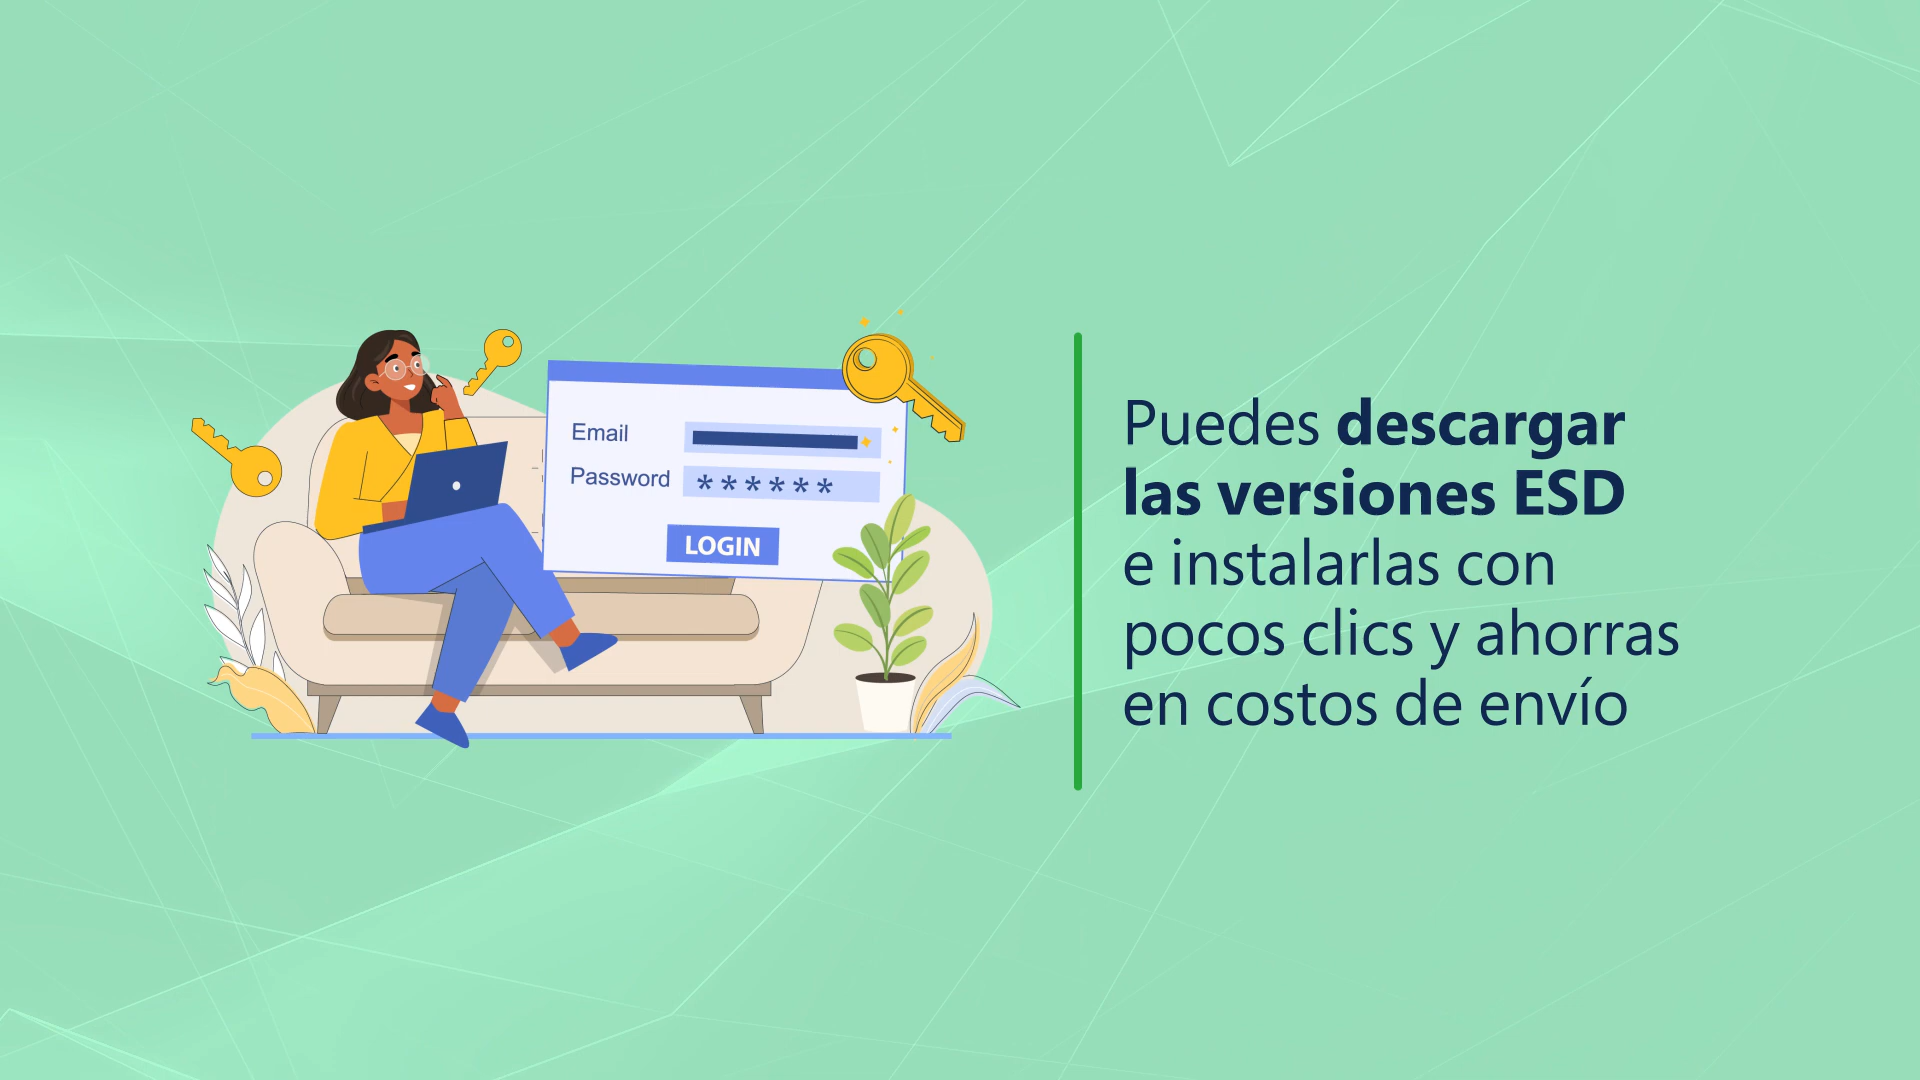 Email
Password
******
LOGIN
Puedes descargar
las versiones ESD
e instalarlas con
pocos clics y ahorras
en costos de envío